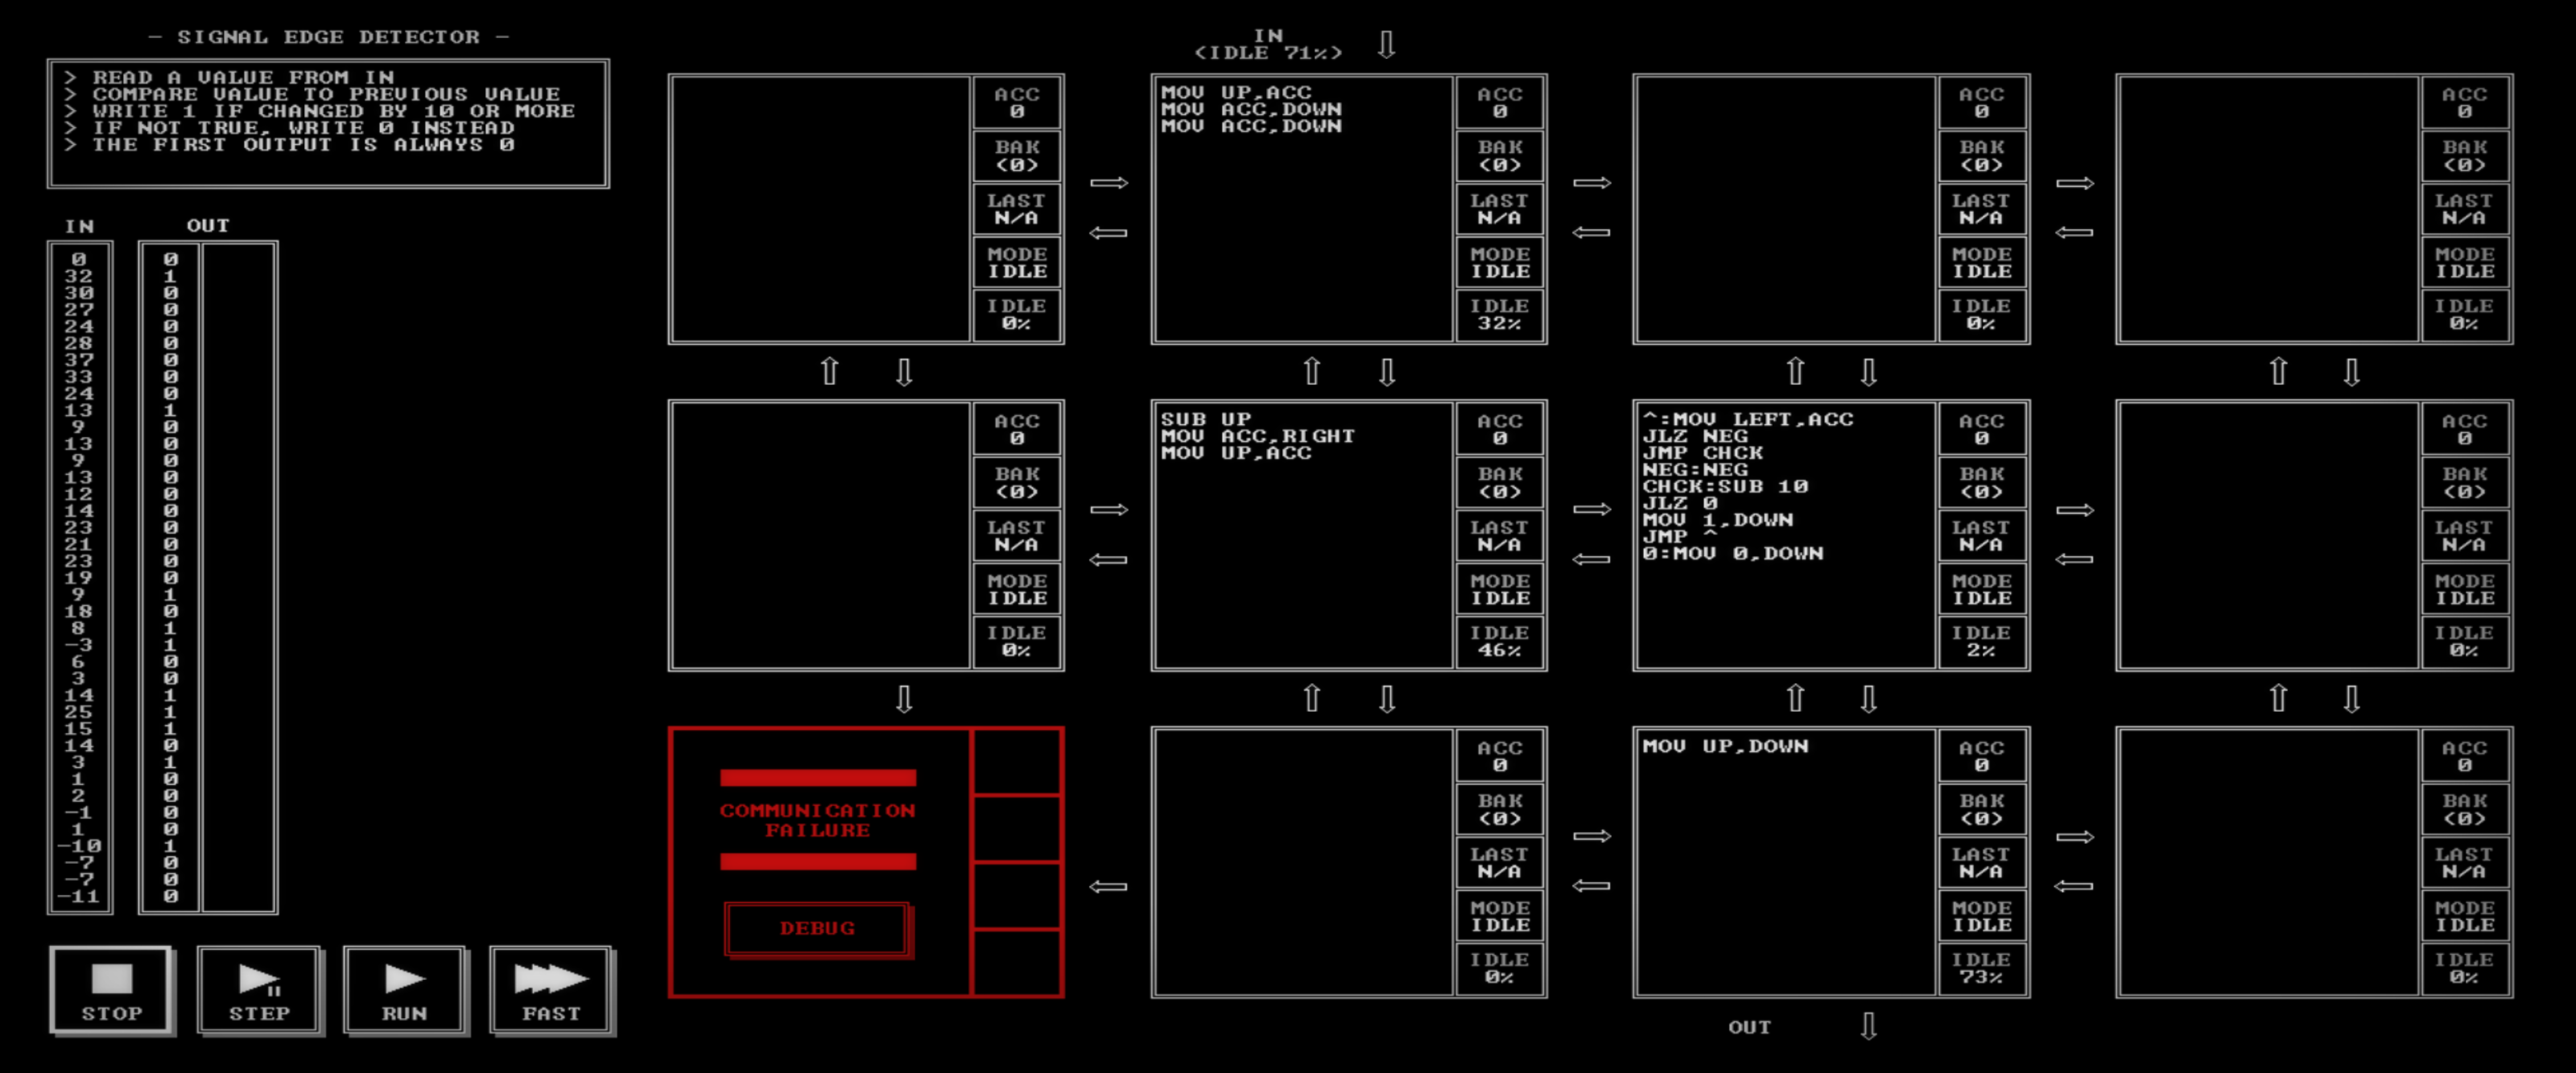 - SIGNAL EDGE DETECTOR -
> READ A VALUE FROM IN
> COMPARE VALUE TO PREVIOUS VALUE
> WRITE 1 IF CHANGED BY 10 OR MORE
> IF NOT TRUE, WRITE 0 INSTEAD
> THE FIRST OUTPUT IS ALWAYS 0
IN OUT
0 0
32 1
30 0
27 0
24 0
28 0
37 0
33 0
24 0
13 1
9 0
13 0
9 0
13 0
12 0
14 0
23 0
21 0
23 0
19 0
9 1
18 0
8 1
-3 1
6 0
3 0
14 1
25 1
15 1
14 0
3 1
1 0
2 0
-1 0
1 0
-10 1
-7 0
-7 0
-11 0
STOP
STEP
RUN
FAST
IN
(IDLE 71%)
ACC
0
BAK
(0)
LAST
N/A
MODE
IDLE
IDLE
0%
MOV UP,ACC
MOV ACC,DOWN
MOV ACC,DOWN
ACC
0
BAK
(0)
LAST
N/A
MODE
IDLE
IDLE
32%
ACC
0
BAK
(0)
LAST
N/A
MODE
IDLE
IDLE
0%
ACC
0
BAK
(0)
LAST
N/A
MODE
IDLE
IDLE
0%
ACC
0
BAK
(0)
LAST
N/A
MODE
IDLE
IDLE
0%
SUB UP
MOV ACC,RIGHT
MOV UP,ACC
ACC
0
BAK
(0)
LAST
N/A
MODE
IDLE
IDLE
46%
^:MOV LEFT,ACC
JLZ NEG
JMP CHCK
NEG:NEG
CHCK:SUB 10
JLZ 0
MOV 1,DOWN
JMP ^
0:MOV 0,DOWN
ACC
0
BAK
(0)
LAST
N/A
MODE
IDLE
IDLE
2%
ACC
0
BAK
(0)
LAST
N/A
MODE
IDLE
IDLE
0%
COMMUNICATION
FAILURE
DEBUG
ACC
0
BAK
(0)
LAST
N/A
MODE
IDLE
IDLE
0%
MOV UP,DOWN
ACC
0
BAK
(0)
LAST
N/A
MODE
IDLE
IDLE
73%
ACC
0
BAK
(0)
LAST
N/A
MODE
IDLE
IDLE
0%
OUT